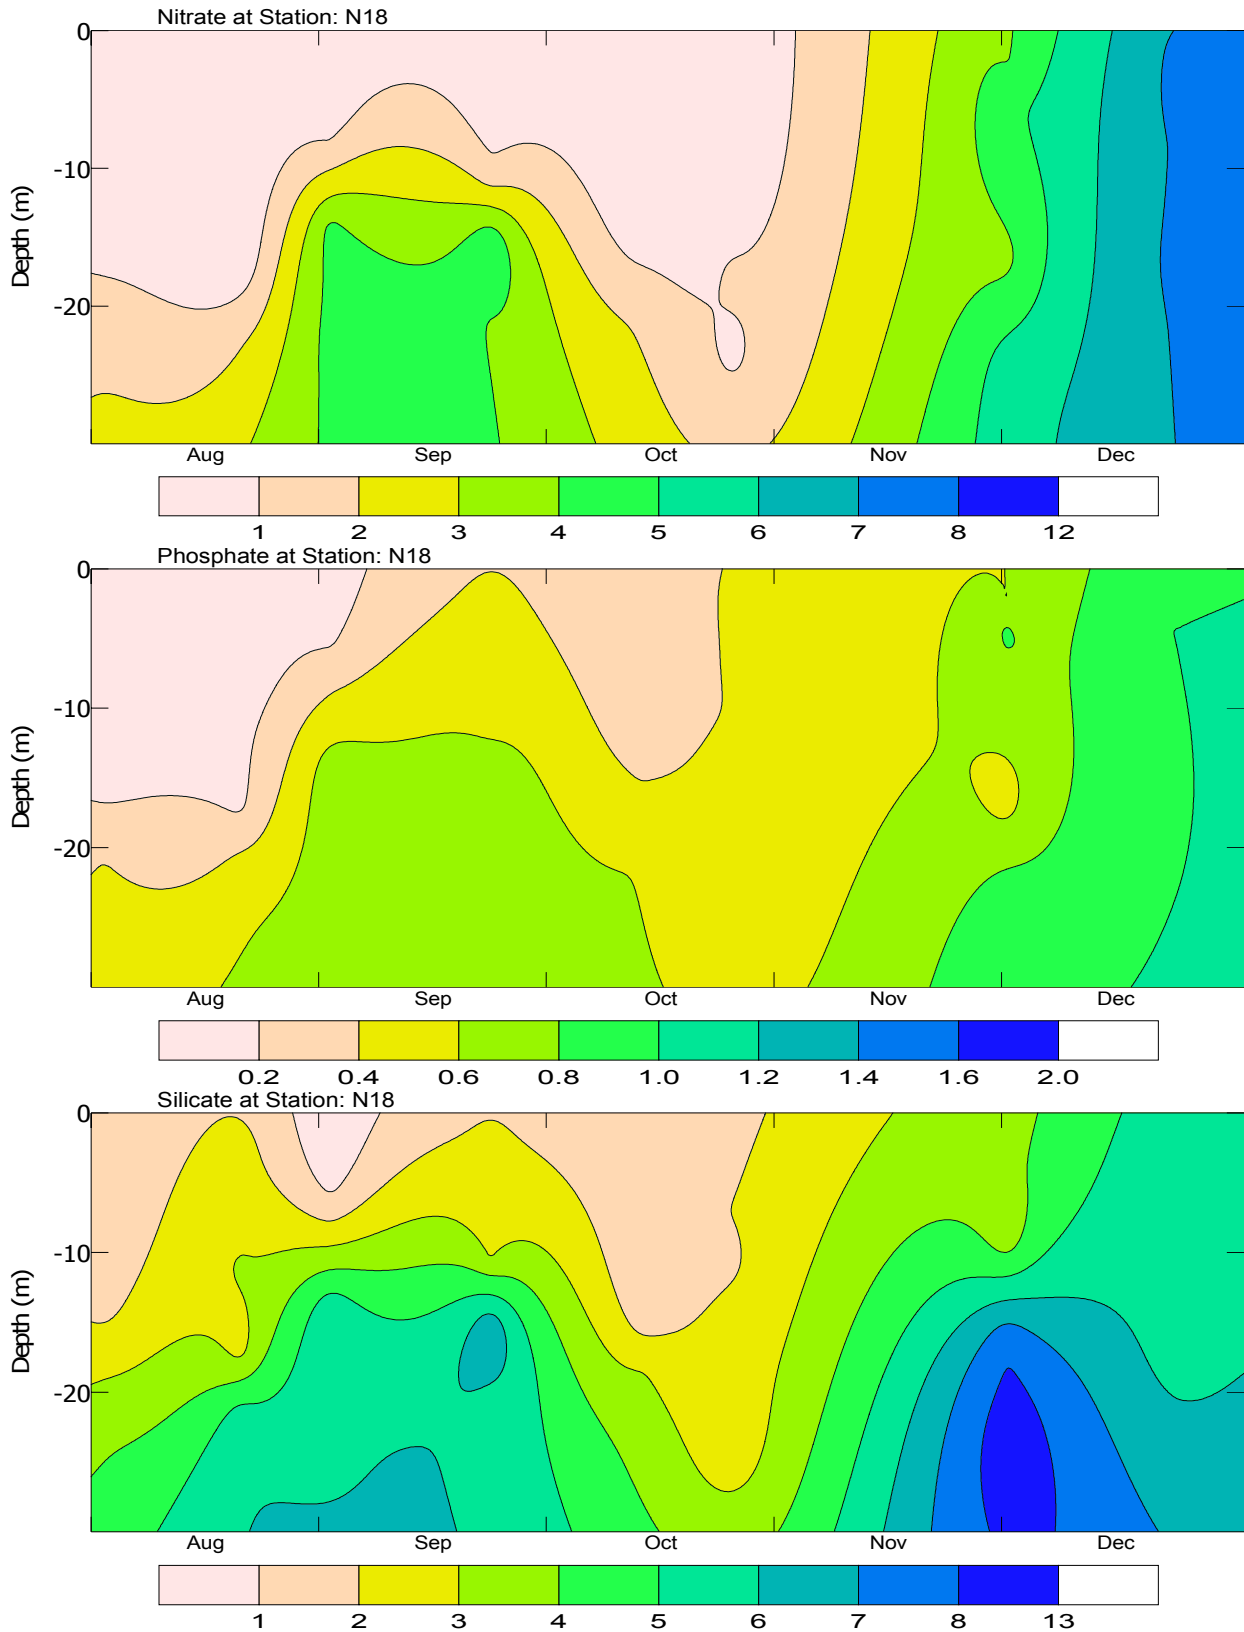 Nitrate at Station: N18
0
-10
-20
Depth (m)
Aug Sep Oct Nov Dec
1 2 3 4 5 6 7 8 12
Phosphate at Station: N18
0
-10
-20
Depth (m)
Aug Sep Oct Nov Dec
0.2 0.4 0.6 0.8 1.0 1.2 1.4 1.6 2.0
Silicate at Station: N18
0
-10
-20
Depth (m)
Aug Sep Oct Nov Dec
1 2 3 4 5 6 7 8 13